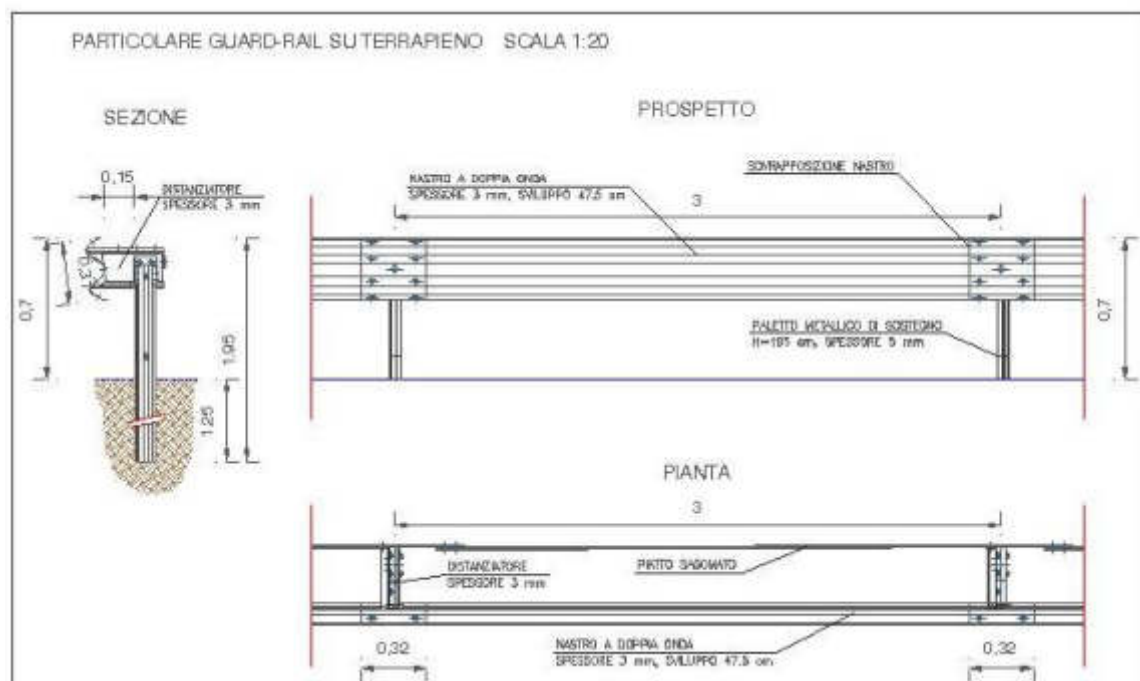 PARTICOLARE GUARD-RAIL SU TERRAPIENO SCALA 1:20
SEZIONE
PROSPETTO
0,15
DISTANZIATORE
SPESSORE 3 mm
NASTRO A DOPPIA ONDA
SPESSORE 3 mm, SVILUPPO 47.5 cm
SOVRAPPOSIZIONE NASTRO
3
0,7
0,31
1,95
1,25
PALETTO METALLICO DI SOSTEGNO
H=195 cm, SPESSORE 5 mm
0,7
PIANTA
3
DISTANZIATORE
SPESSORE 3 mm
PIATTO SAGOMATO
NASTRO A DOPPIA ONDA
SPESSORE 3 mm, SVILUPPO 47.5 cm
0,32
0,32